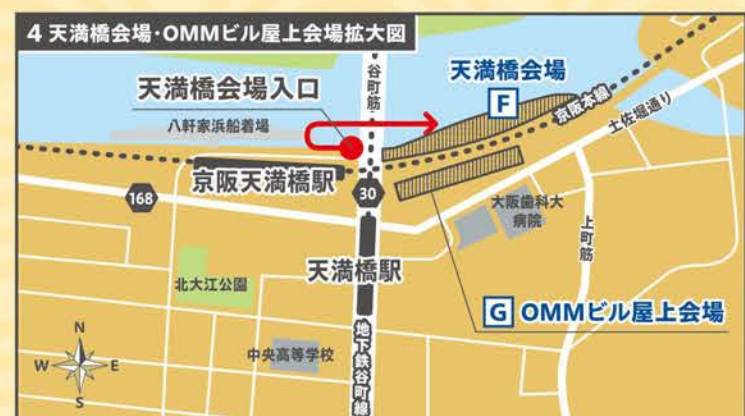 4 天満橋会場・OMMビル屋上会場拡大図
天満橋会場入口
八軒家浜船着場
谷町筋
天満橋会場
F
京阪本線
土佐堀通り
京阪天満橋駅
168
30
大阪歯科大
病院
上町筋
天満橋駅
北大江公園
G OMMビル屋上会場
中央高等学校
地下鉄谷町線
N
W
E
S